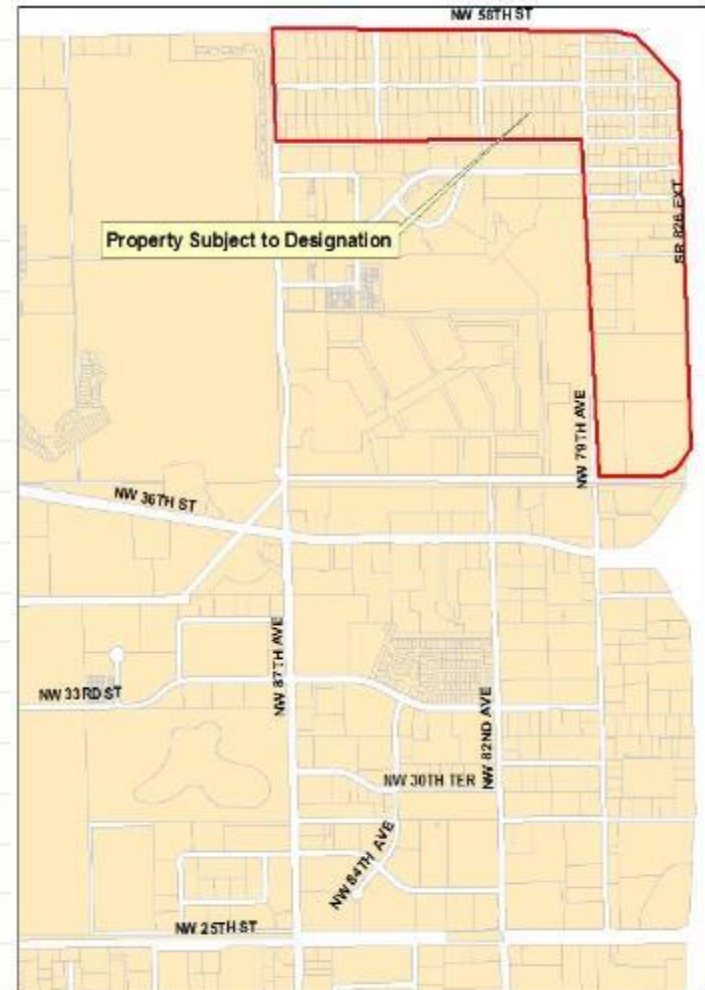 NW 58TH ST
SR 826 EXT
Property Subject to Designation
NW 79TH AVE
NW 36TH ST
NW 87TH AVE
NW 33RD ST
NW 82ND AVE
NW 30TH TER
NW 84TH AVE
NW 25TH ST